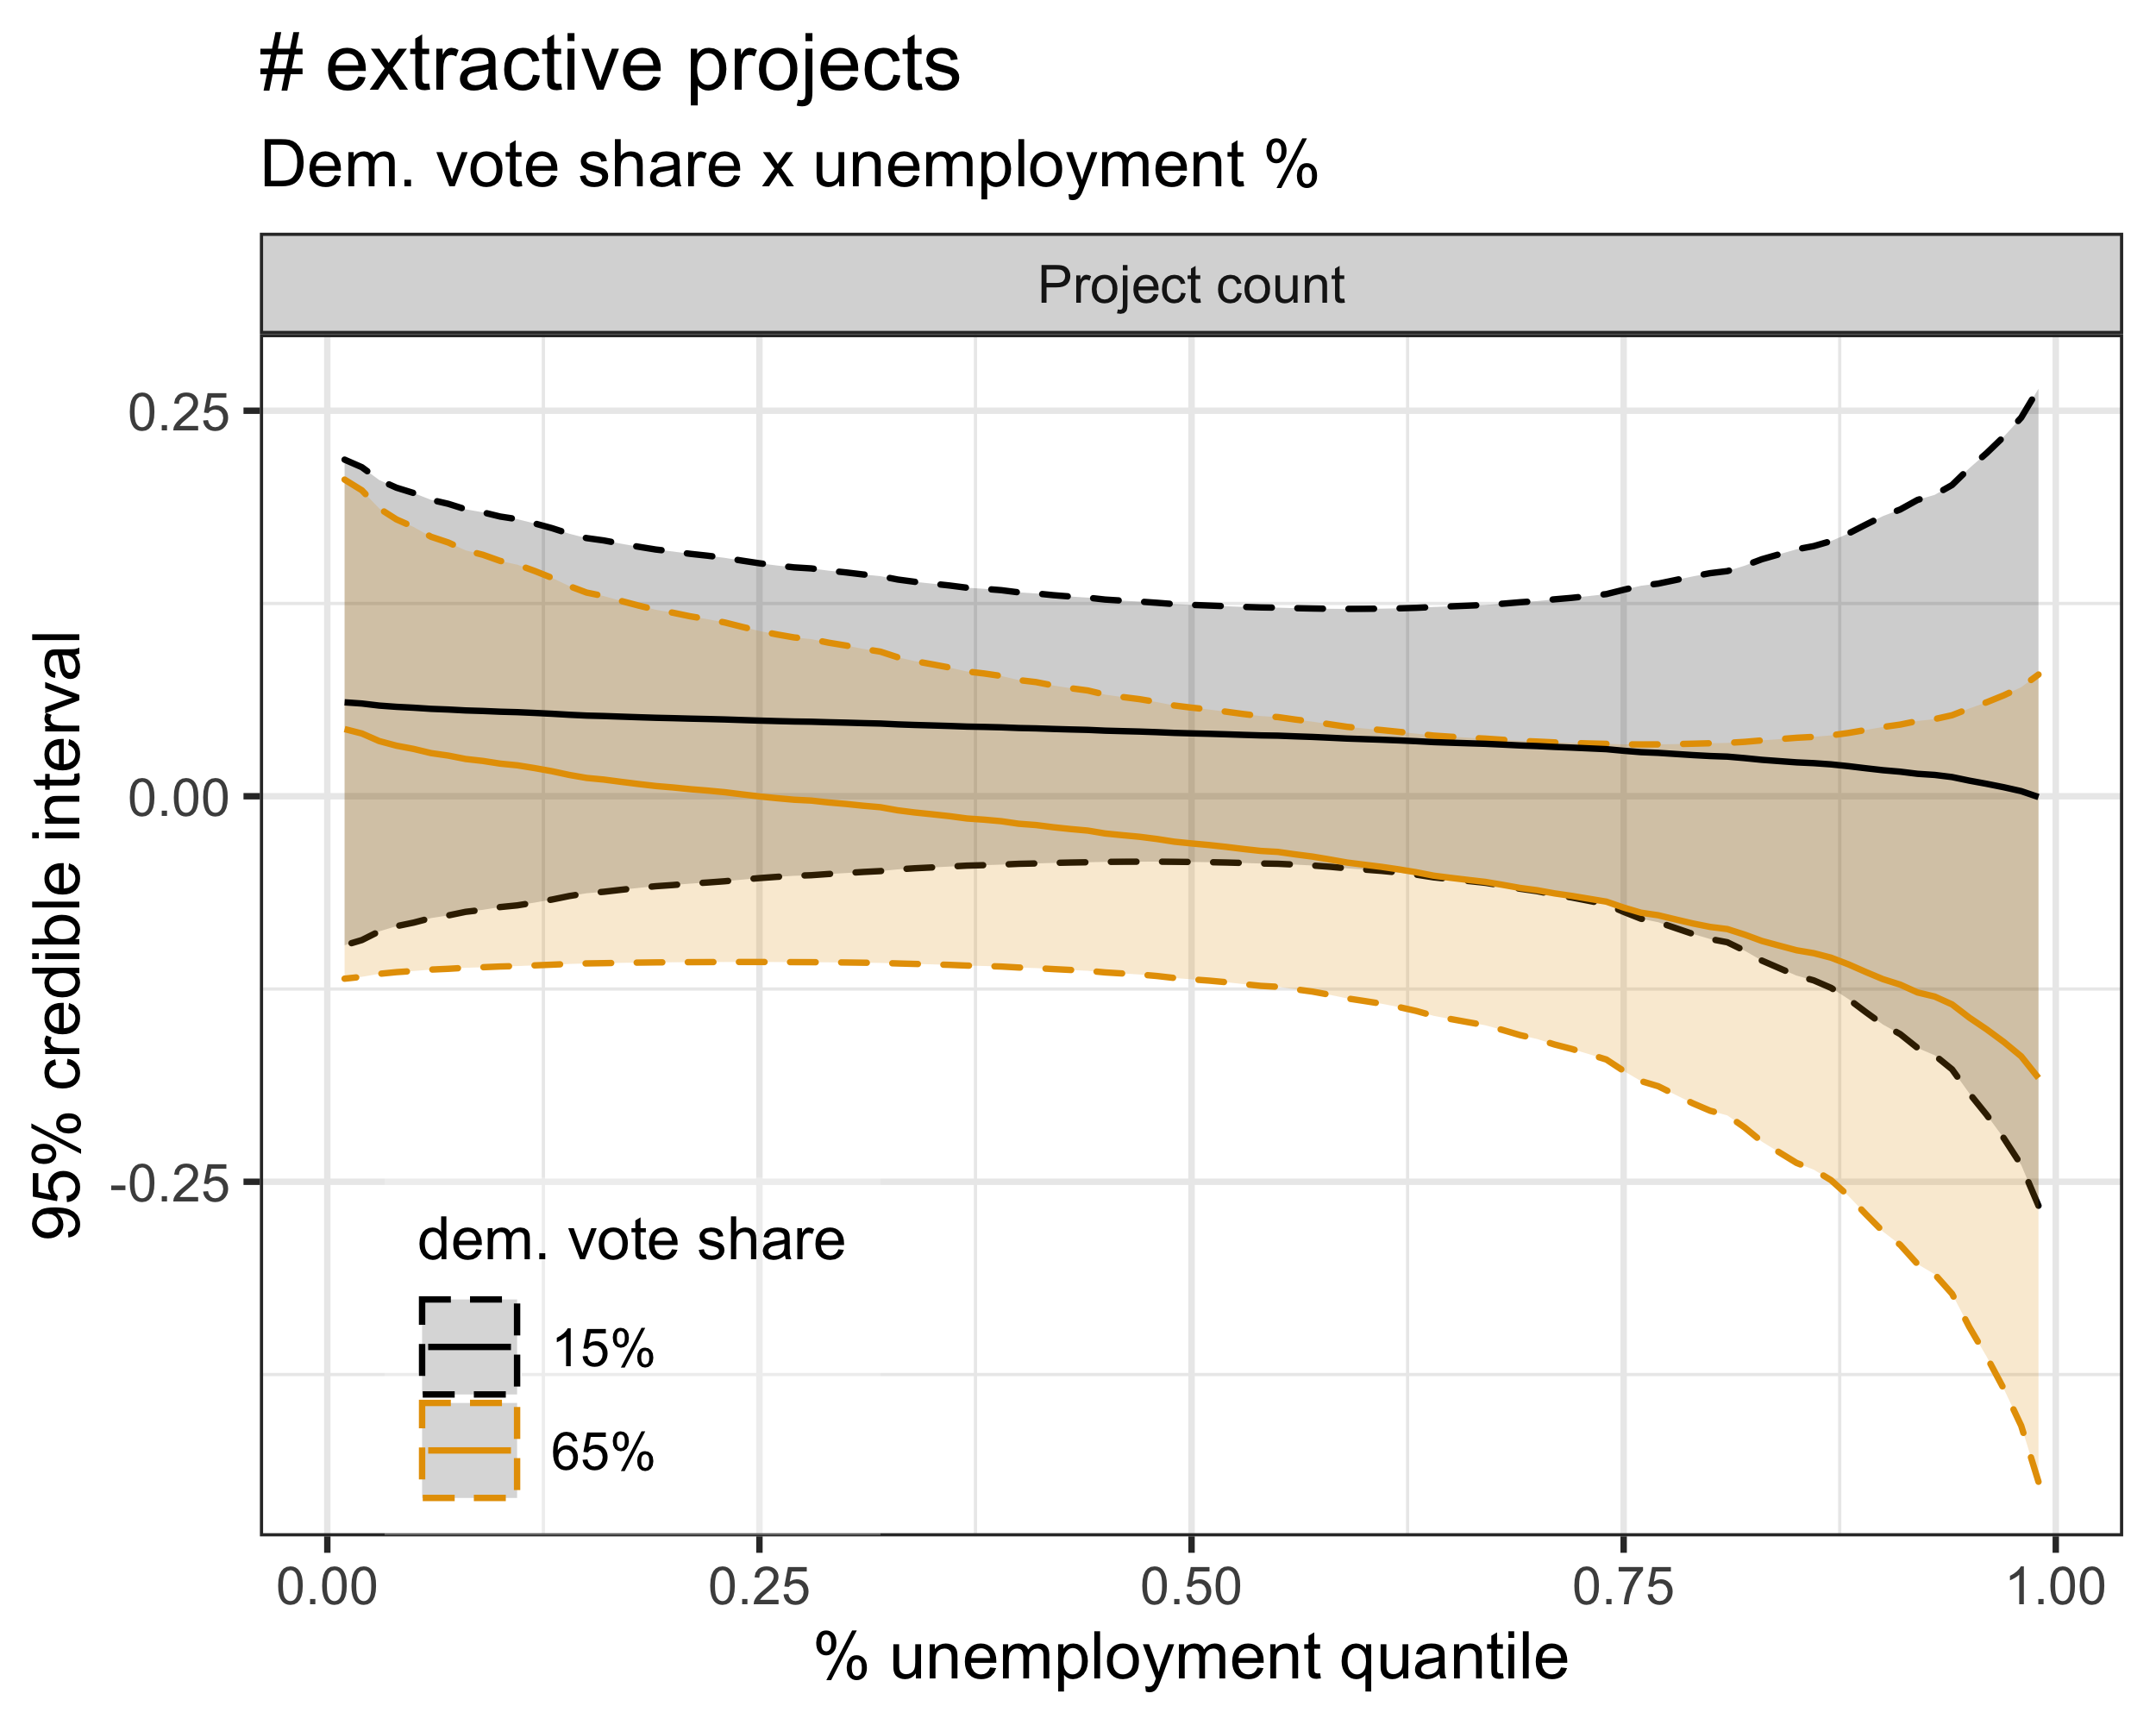 # extractive projects
Dem. vote share x unemployment %
Project count
0.25
0.00
-0.25
95% credible interval
dem. vote share
15%
65%
0.00 0.25 0.50 0.75 1.00
% unemployment quantile